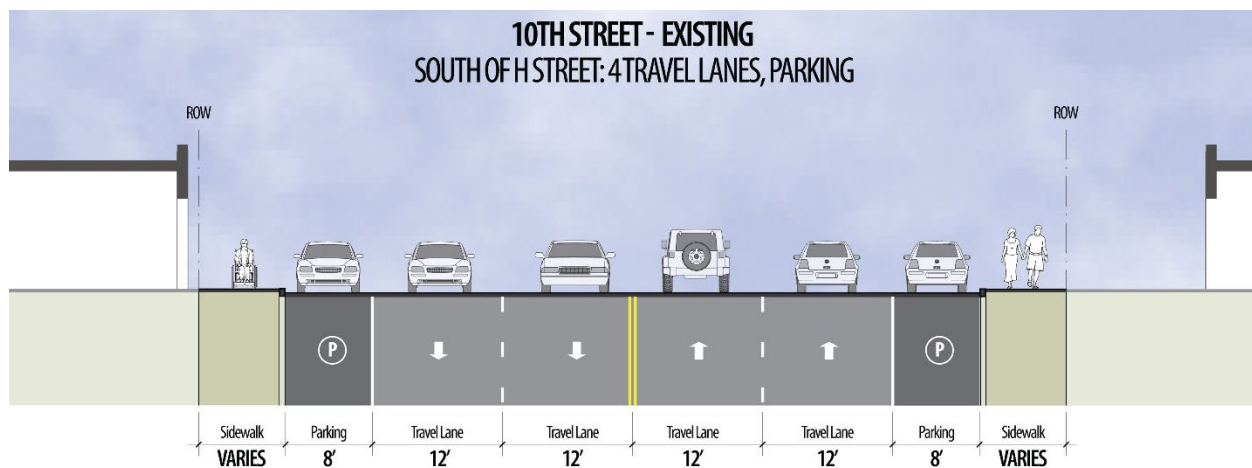 10TH STREET - EXISTING
SOUTH OF H STREET: 4 TRAVEL LANES, PARKING
ROW
ROW
P
P
Sidewalk Parking Travel Lane Travel Lane Travel Lane Travel Lane Parking Sidewalk
VARIES 8' 12' 12' 12' 12' 8' VARIES